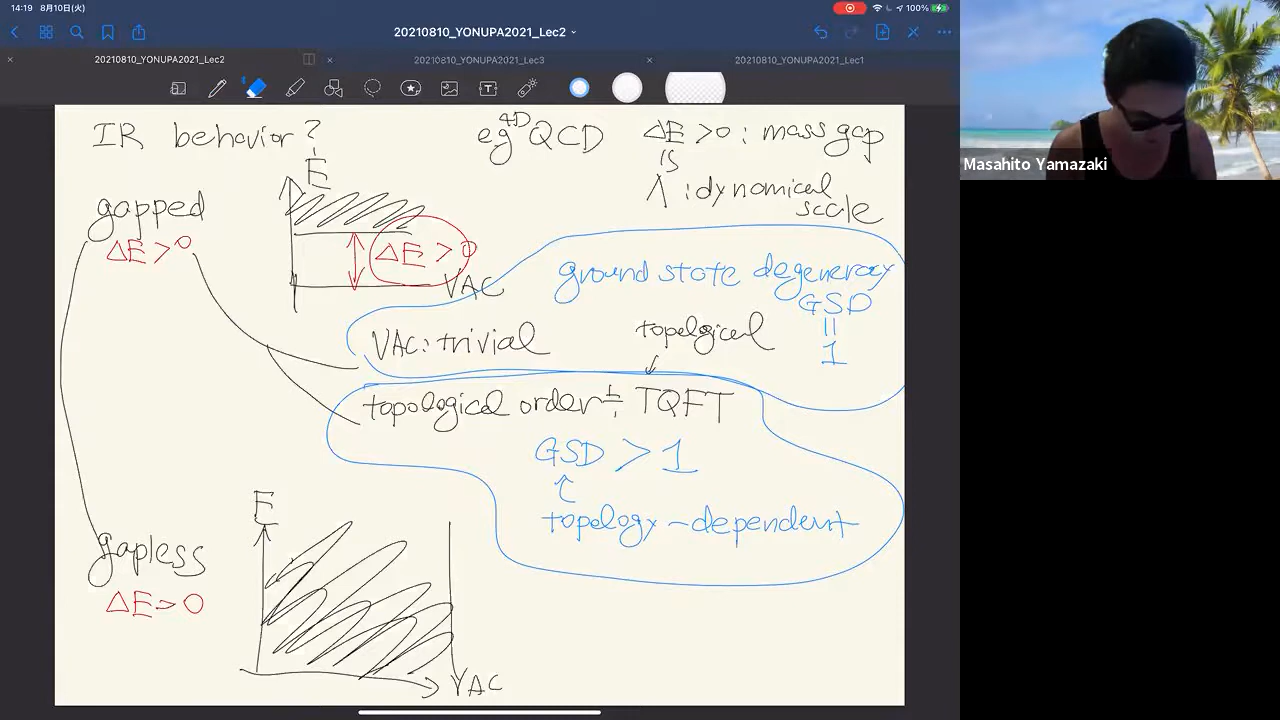 14:19 8月10日(火)
100%
20210810_YONUPA2021_Lec2
20210810_YONUPA2021_Lec2
20210810_YONUPA2021_Lec3
20210810_YONUPA2021_Lec1
Masahito Yamazaki
IR behavior?
eg 4D QCD ΔE >0 : mass gap
Λ : dynamical
scale
E
gapped
ΔE >0
ΔE > 0
VAC
ground state degeneracy
GSD
1
VAC: trivial
topological
topological order ≒ TQFT
GSD > 1
topology-dependent
E
gapless
ΔE = 0
VAC